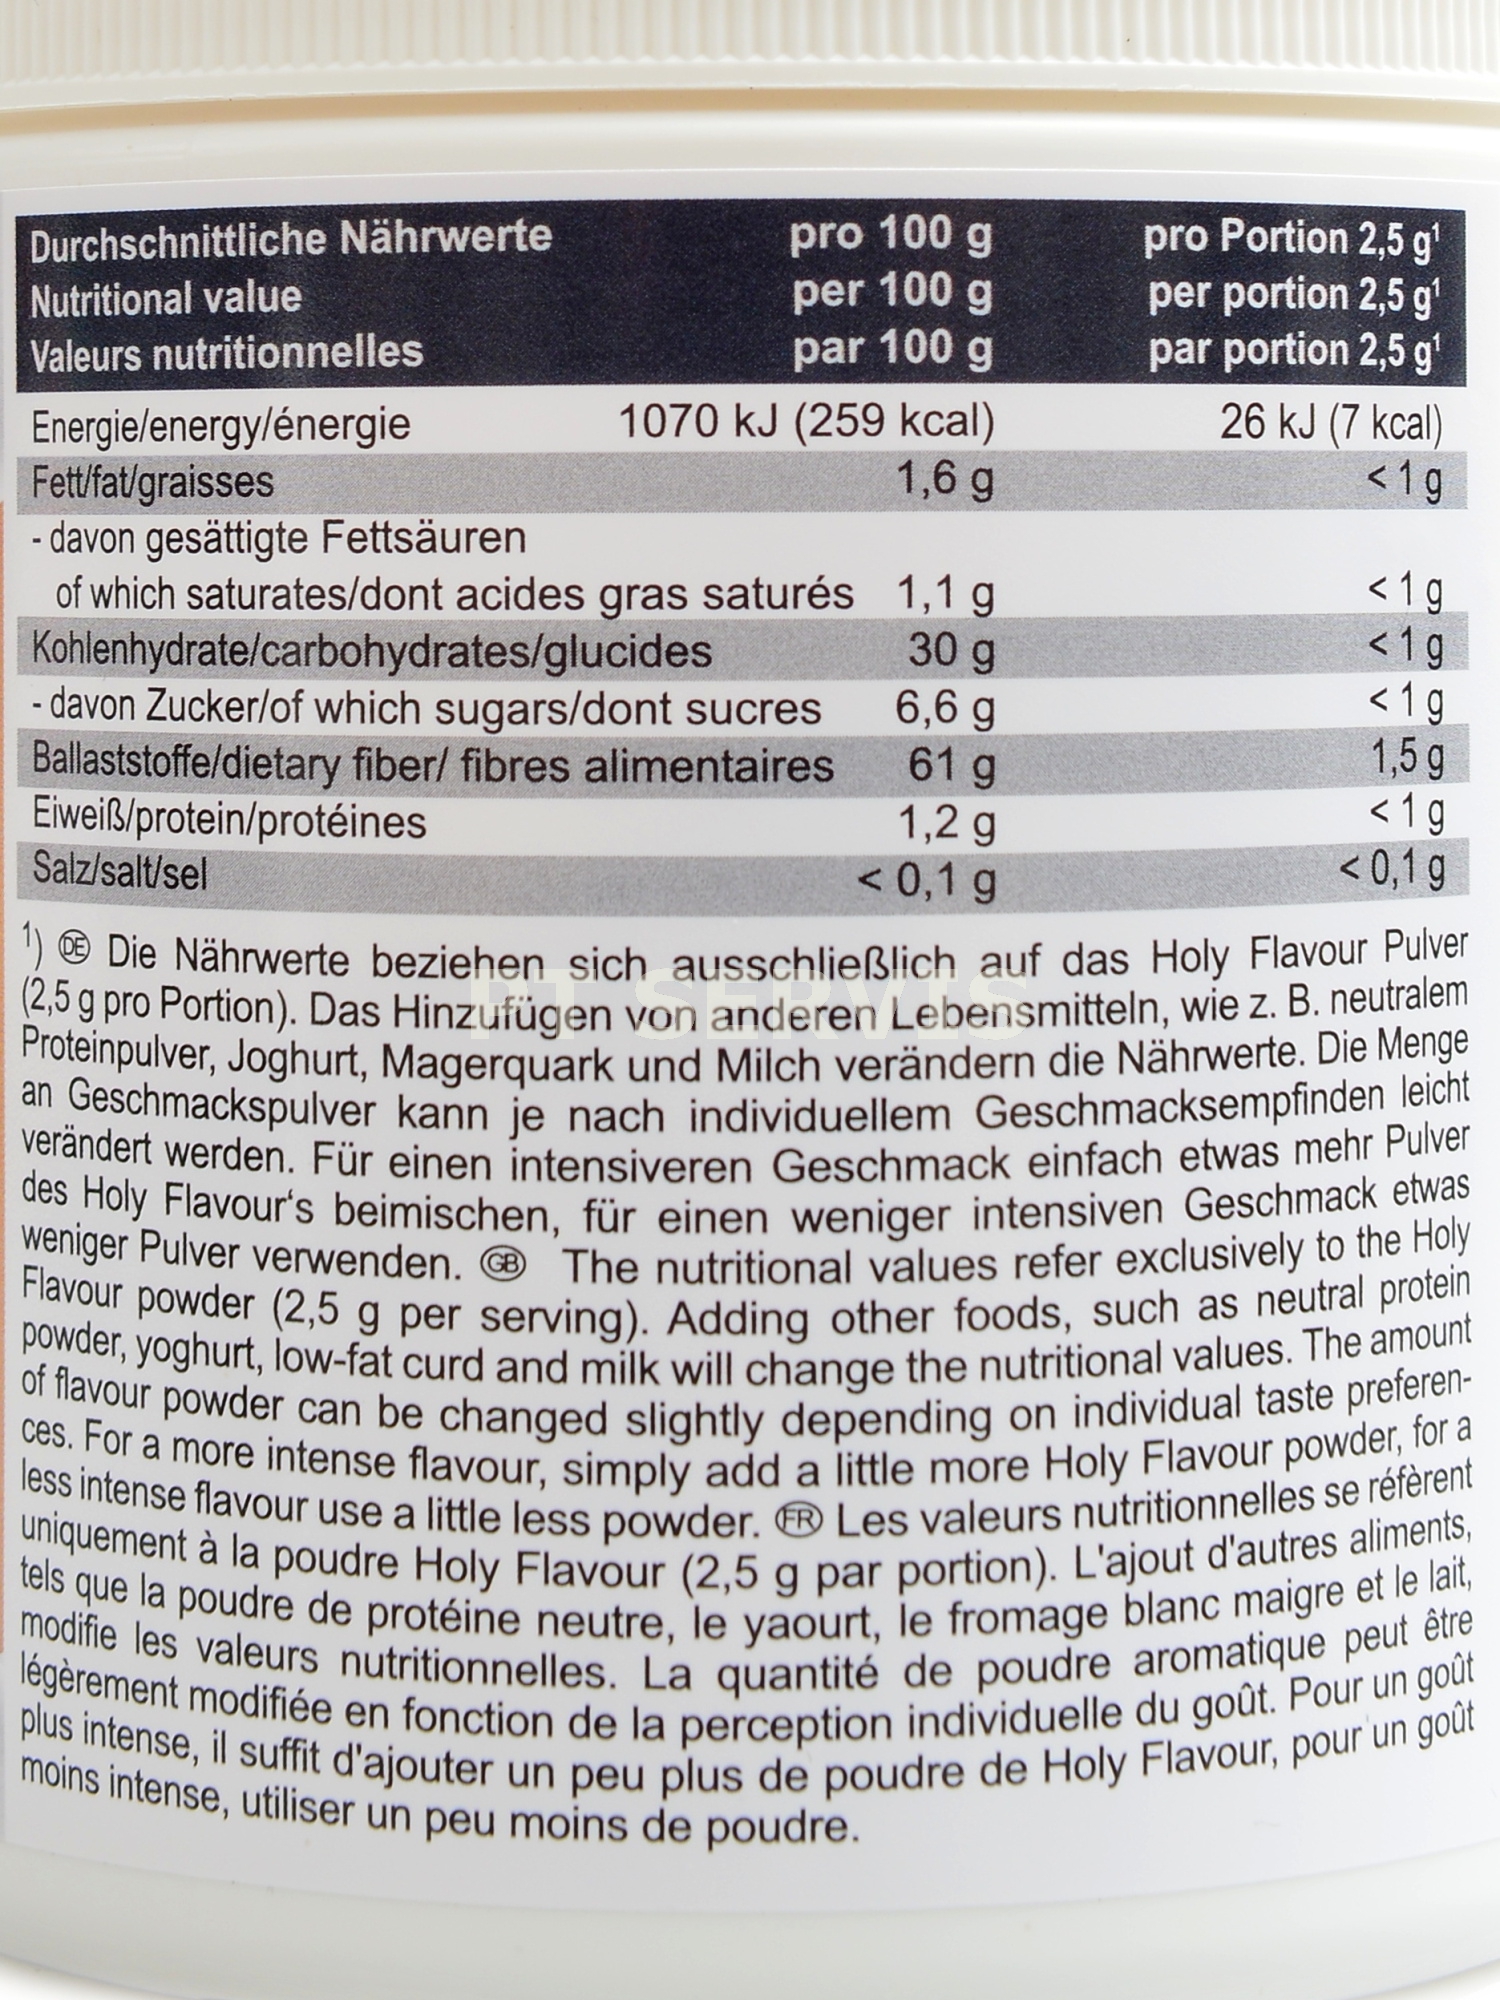 Durchschnittliche Nährwerte pro 100 g pro Portion 2,5 g¹
Nutritional value per 100 g per portion 2,5 g¹
Valeurs nutritionnelles par 100 g par portion 2,5 g¹
Energie/energy/énergie 1070 kJ (259 kcal) 26 kJ (7 kcal)
Fett/fat/graisses 1,6 g < 1 g
- davon gesättigte Fettsäuren
of which saturates/dont acides gras saturés 1,1 g < 1 g
Kohlenhydrate/carbohydrates/glucides 30 g < 1 g
- davon Zucker/of which sugars/dont sucres 6,6 g < 1 g
Ballaststoffe/dietary fiber/ fibres alimentaires 61 g 1,5 g
Eiweiß/protein/protéines 1,2 g < 1 g
Salz/salt/sel < 0,1 g < 0,1 g
¹) DE Die Nährwerte beziehen sich ausschließlich auf das Holy Flavour Pulver
(2,5 g pro Portion). Das Hinzufügen von anderen Lebensmitteln, wie z. B. neutralem
Proteinpulver, Joghurt, Magerquark und Milch verändern die Nährwerte. Die Menge
an Geschmackspulver kann je nach individuellem Geschmacksempfinden leicht
verändert werden. Für einen intensiveren Geschmack einfach etwas mehr Pulver
des Holy Flavour‘s beimischen, für einen weniger intensiven Geschmack etwas
weniger Pulver verwenden. GB The nutritional values refer exclusively to the Holy
Flavour powder (2,5 g per serving). Adding other foods, such as neutral protein
powder, yoghurt, low-fat curd and milk will change the nutritional values. The amount
of flavour powder can be changed slightly depending on individual taste preferen-
ces. For a more intense flavour, simply add a little more Holy Flavour powder, for a
less intense flavour use a little less powder. FR Les valeurs nutritionnelles se réfèrent
uniquement à la poudre Holy Flavour (2,5 g par portion). L'ajout d'autres aliments,
tels que la poudre de protéine neutre, le yaourt, le fromage blanc maigre et le lait,
modifie les valeurs nutritionnelles. La quantité de poudre aromatique peut être
légèrement modifiée en fonction de la perception individuelle du goût. Pour un goût
plus intense, il suffit d'ajouter un peu plus de poudre de Holy Flavour, pour un goût
moins intense, utiliser un peu moins de poudre.
PT SERVIS